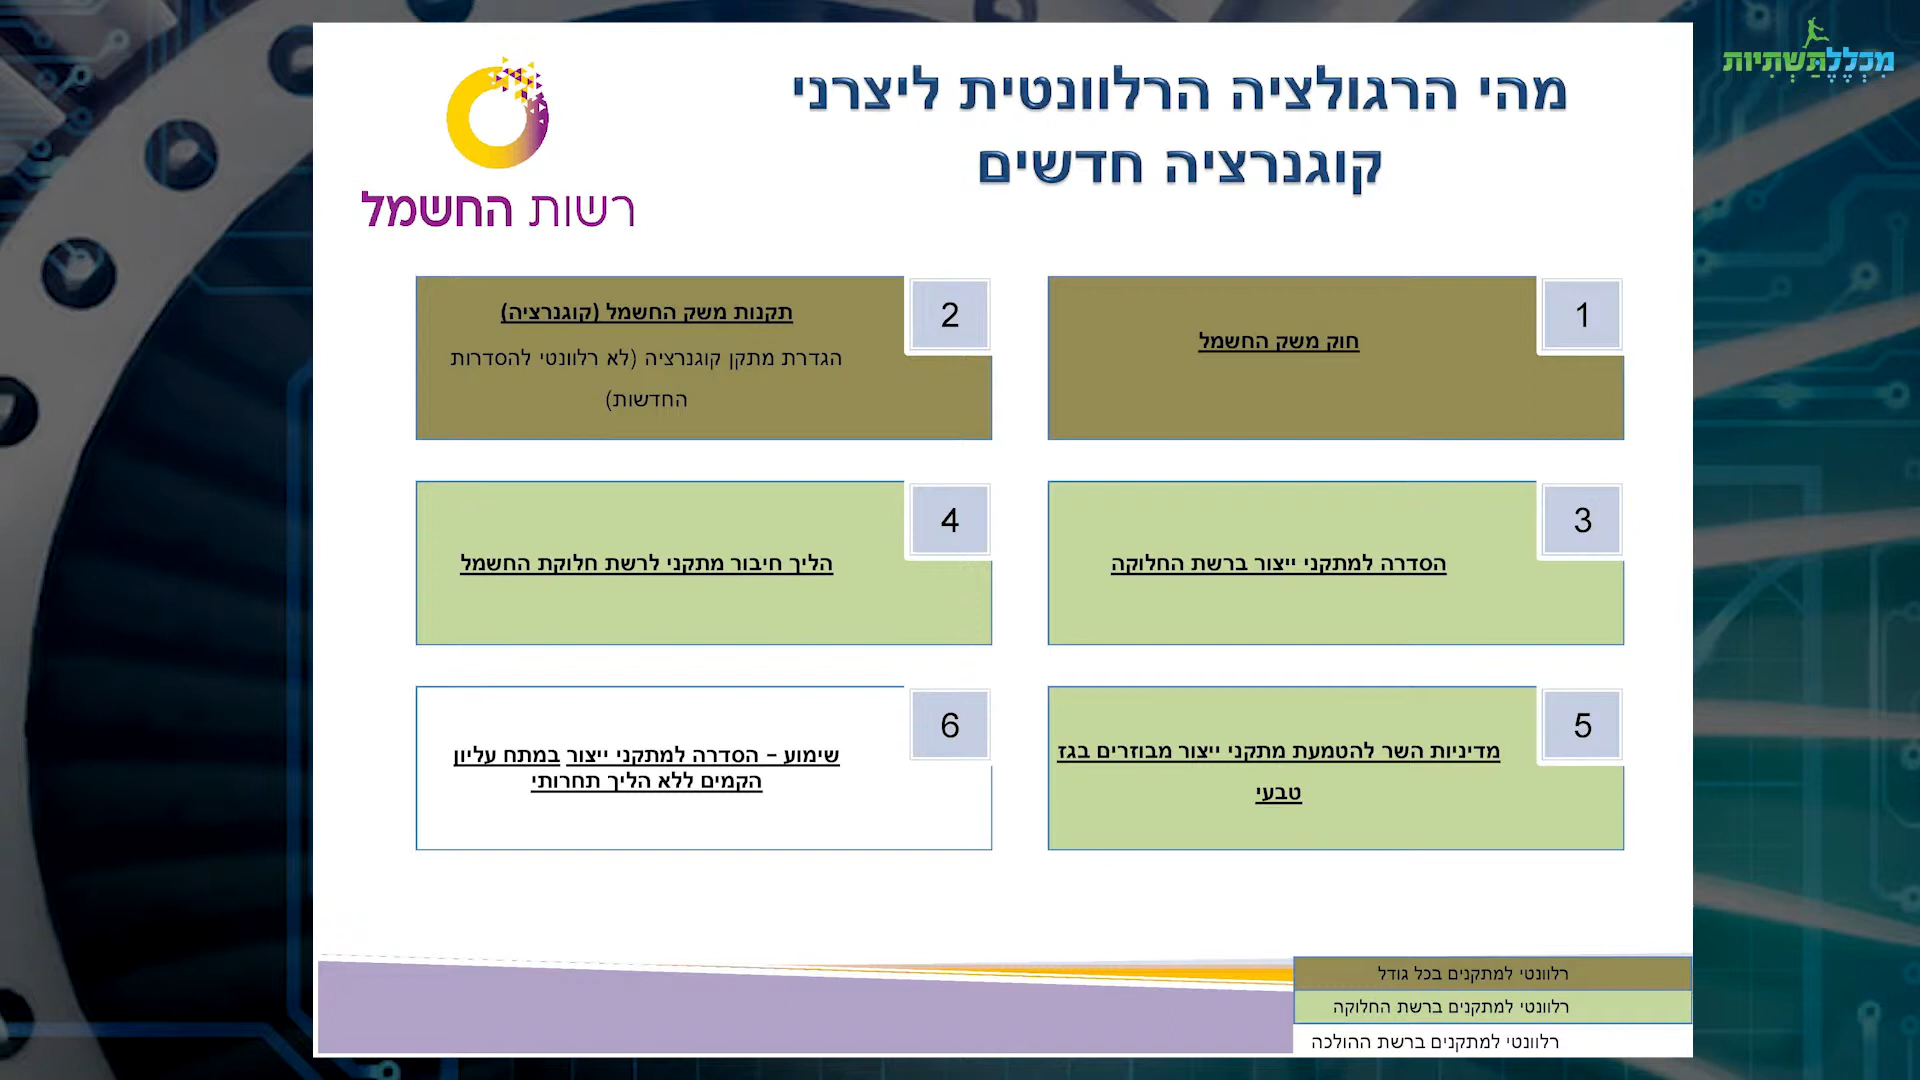 מכללתשתיות
מהי הרגולציה הרלוונטית ליצרני
קוגנרציה חדשים
רשות החשמל
1
חוק משק החשמל
2
תקנות משק החשמל (קוגנרציה)
הגדרת מתקן קוגנרציה (לא רלוונטי להסדרות
החדשות)
3
הסדרה למתקני ייצור ברשת החלוקה
4
הליך חיבור מתקני לרשת חלוקת החשמל
5
מדיניות השר להטמעת מתקני ייצור מבוזרים בגז
טבעי
6
שימוע – הסדרה למתקני ייצור במתח עליון
הקמים ללא הליך תחרותי
רלוונטי למתקנים בכל גודל
רלוונטי למתקנים ברשת החלוקה
רלוונטי למתקנים ברשת ההולכה